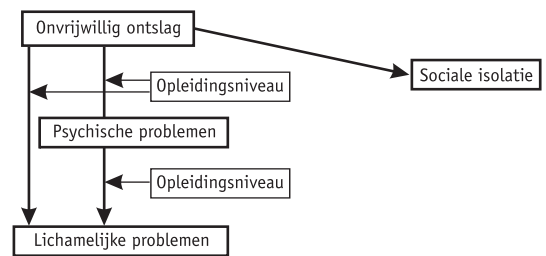 Onvrijwillig ontslag
Sociale isolatie
Opleidingsniveau
Psychische problemen
Opleidingsniveau
Lichamelijke problemen